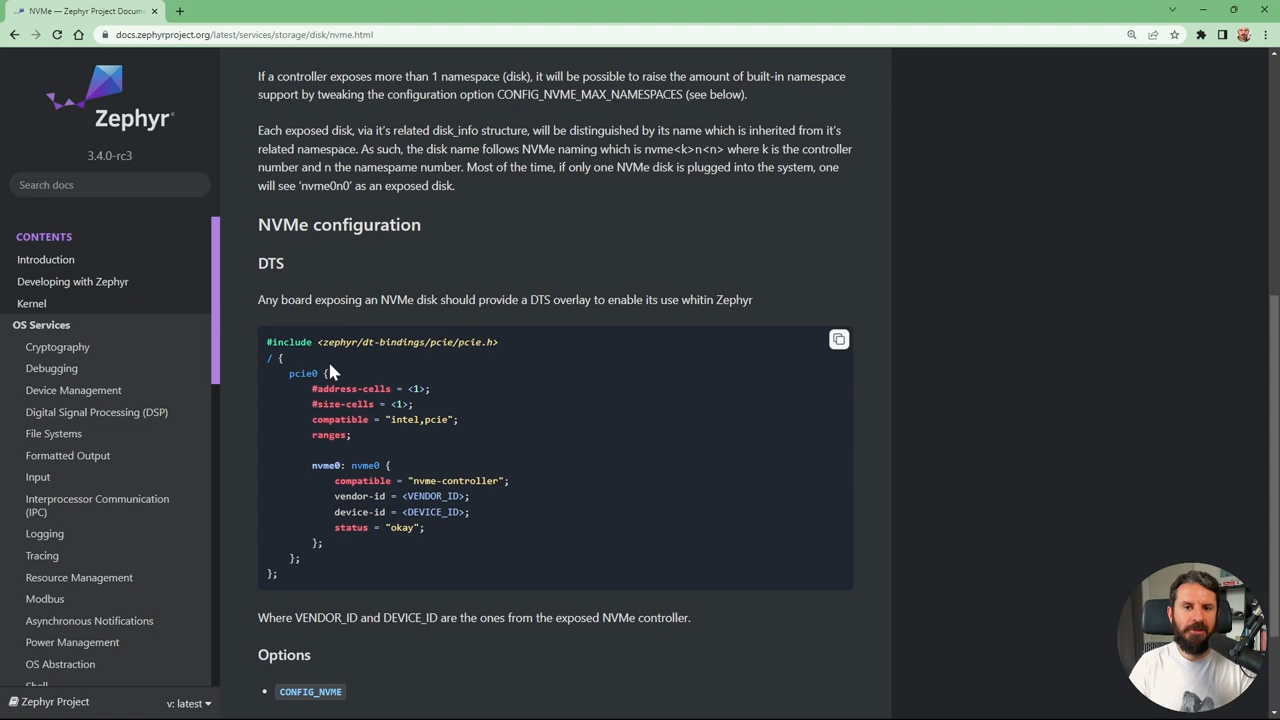 NVMe — Zephyr Project Docume
docs.zephyrproject.org/latest/services/storage/disk/nvme.html
Zephyr
3.4.0-rc3
Search docs
CONTENTS
Introduction
Developing with Zephyr
Kernel
OS Services
Cryptography
Debugging
Device Management
Digital Signal Processing (DSP)
File Systems
Formatted Output
Input
Interprocessor Communication
(IPC)
Logging
Tracing
Resource Management
Modbus
Asynchronous Notifications
Power Management
OS Abstraction
Shell
Zephyr Project
v: latest
If a controller exposes more than 1 namespace (disk), it will be possible to raise the amount of built-in namespace
support by tweaking the configuration option CONFIG_NVME_MAX_NAMESPACES (see below).
Each exposed disk, via it's related disk_info structure, will be distinguished by its name which is inherited from it's
related namespace. As such, the disk name follows NVMe naming which is nvme<k>n<n> where k is the controller
number and n the namespame number. Most of the time, if only one NVMe disk is plugged into the system, one
will see 'nvme0n0' as an exposed disk.
NVMe configuration
DTS
Any board exposing an NVMe disk should provide a DTS overlay to enable its use whitin Zephyr
#include <zephyr/dt-bindings/pcie/pcie.h>
/ {
pcie0 {
#address-cells = <1>;
#size-cells = <1>;
compatible = "intel,pcie";
ranges;
nvme0: nvme0 {
compatible = "nvme-controller";
vendor-id = <VENDOR_ID>;
device-id = <DEVICE_ID>;
status = "okay";
};
};
};
Where VENDOR_ID and DEVICE_ID are the ones from the exposed NVMe controller.
Options
CONFIG_NVME